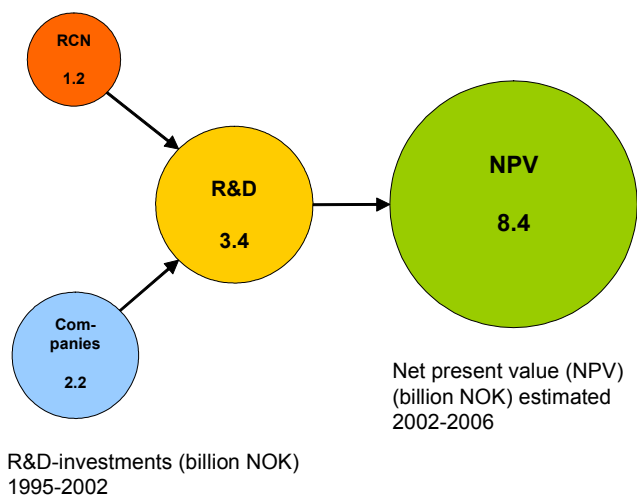 RCN
1.2
R&D
3.4
NPV
8.4
Com-
panies
2.2
Net present value (NPV)
(billion NOK) estimated
2002-2006
R&D-investments (billion NOK)
1995-2002